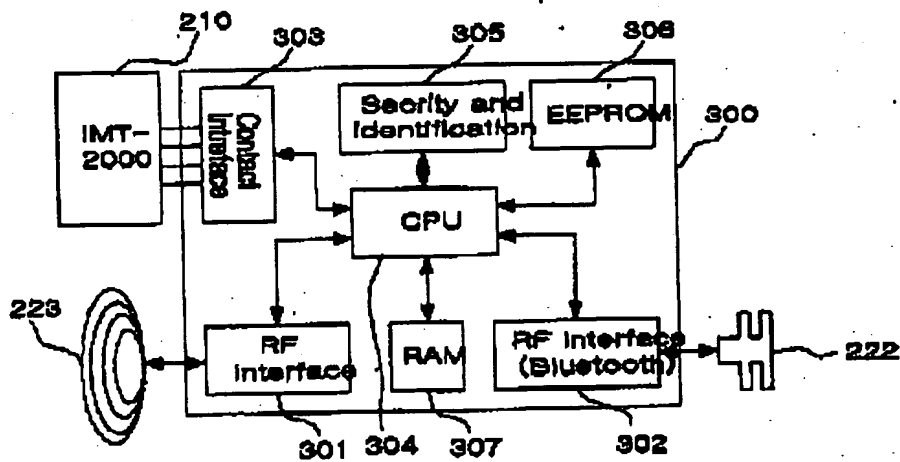 210
303
305
306
IMT-
2000
Contact
Intreface
Secrity and
Identification
EEPROM
300
CPU
223
RF
Interface
RAM
RF Interface
(Bluetooth)
222
301
304
307
302